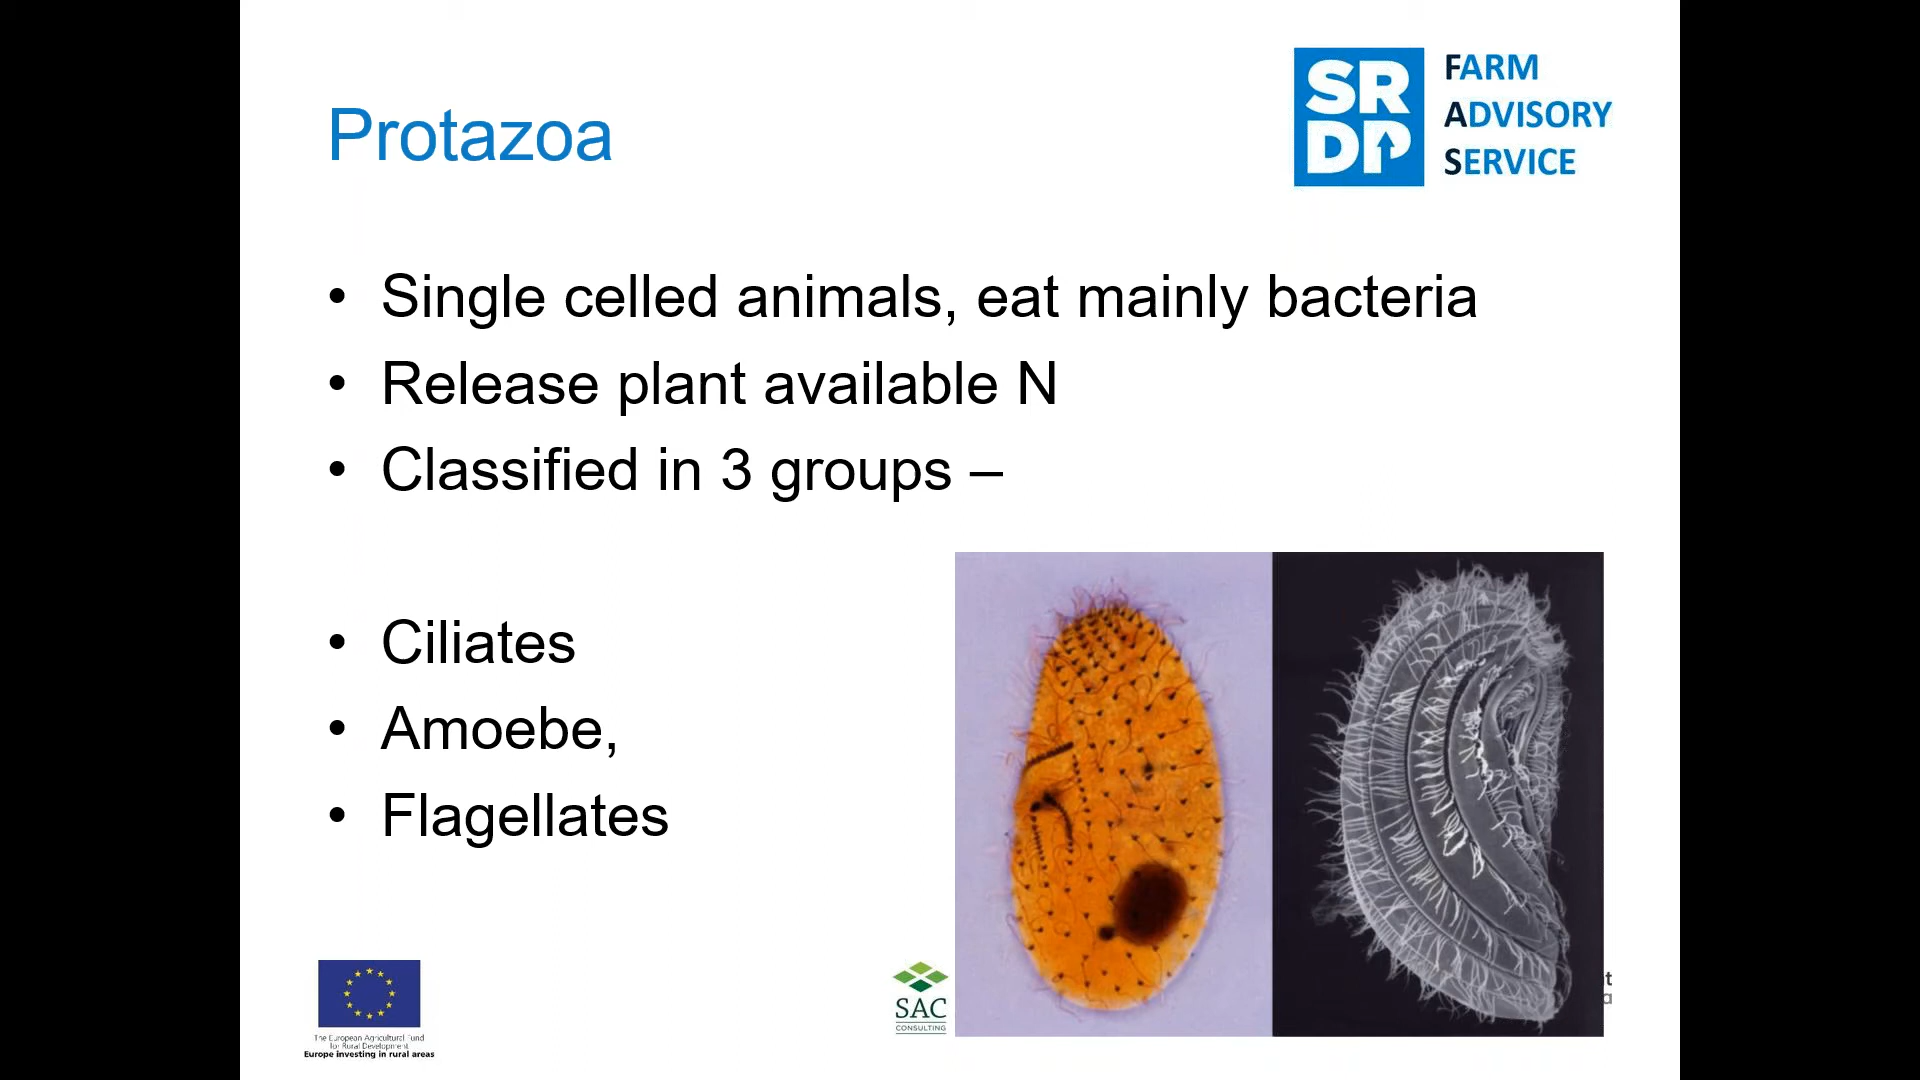 Protazoa
SR
DP
FARM
ADVISORY
SERVICE
• Single celled animals, eat mainly bacteria
• Release plant available N
• Classified in 3 groups –
• Ciliates
• Amoebe,
• Flagellates
The European Agricultural Fund
for Rural Development
Europe investing in rural areas
SAC
CONSULTING